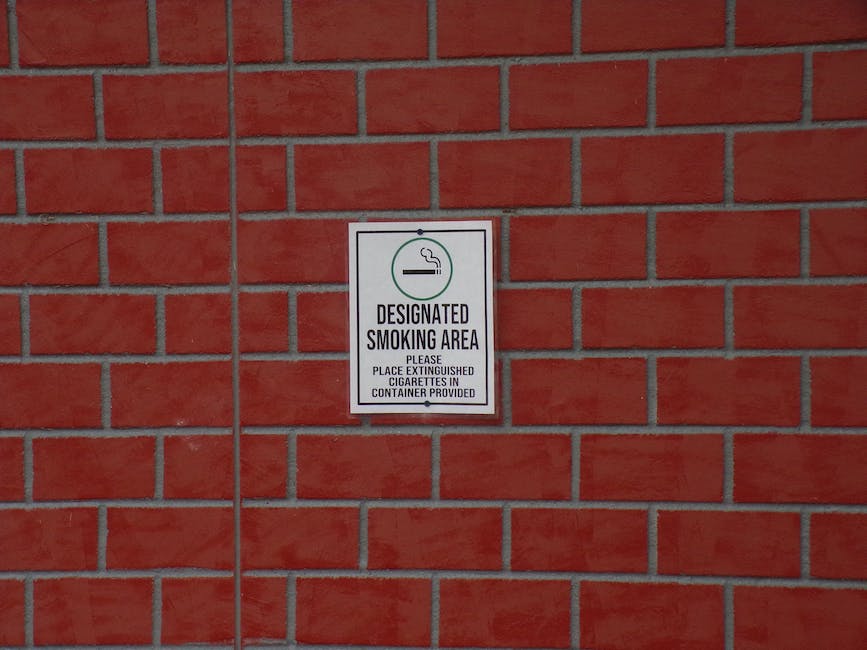 DESIGNATED
SMOKING AREA
PLEASE
PLACE EXTINGUISHED
CIGARETTES IN
CONTAINER PROVIDED